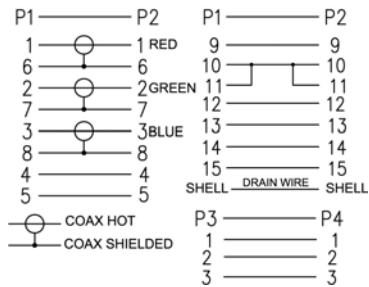 P1 P2
1 1 RED
6 6
2 2 GREEN
7 7
3 3 BLUE
8 8
4 4
5 5
COAX HOT
COAX SHIELDED
P1 P2
9 9
10 10
11 11
12 12
13 13
14 14
15 15
SHELL DRAIN WIRE SHELL
P3 P4
1 1
2 2
3 3